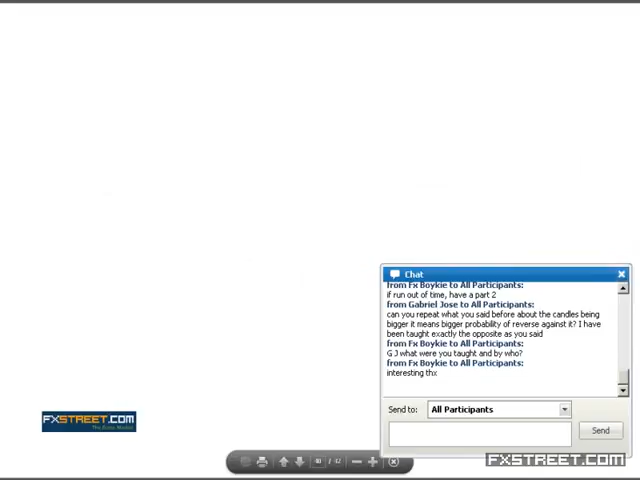 Chat
from Fx Boykie to All Participants:
if run out of time, have a part 2
from Gabriel Jose to All Participants:
can you repeat what you said before about the candles being
bigger it means bigger probability of reverse against it? I have
been taught exactly the opposite as you said
from Fx Boykie to All Participants:
G J what were you taught and by who?
from Fx Boykie to All Participants:
interesting thx
Send to:
All Participants
Send
FXSTREET.COM
FXSTREET.COM